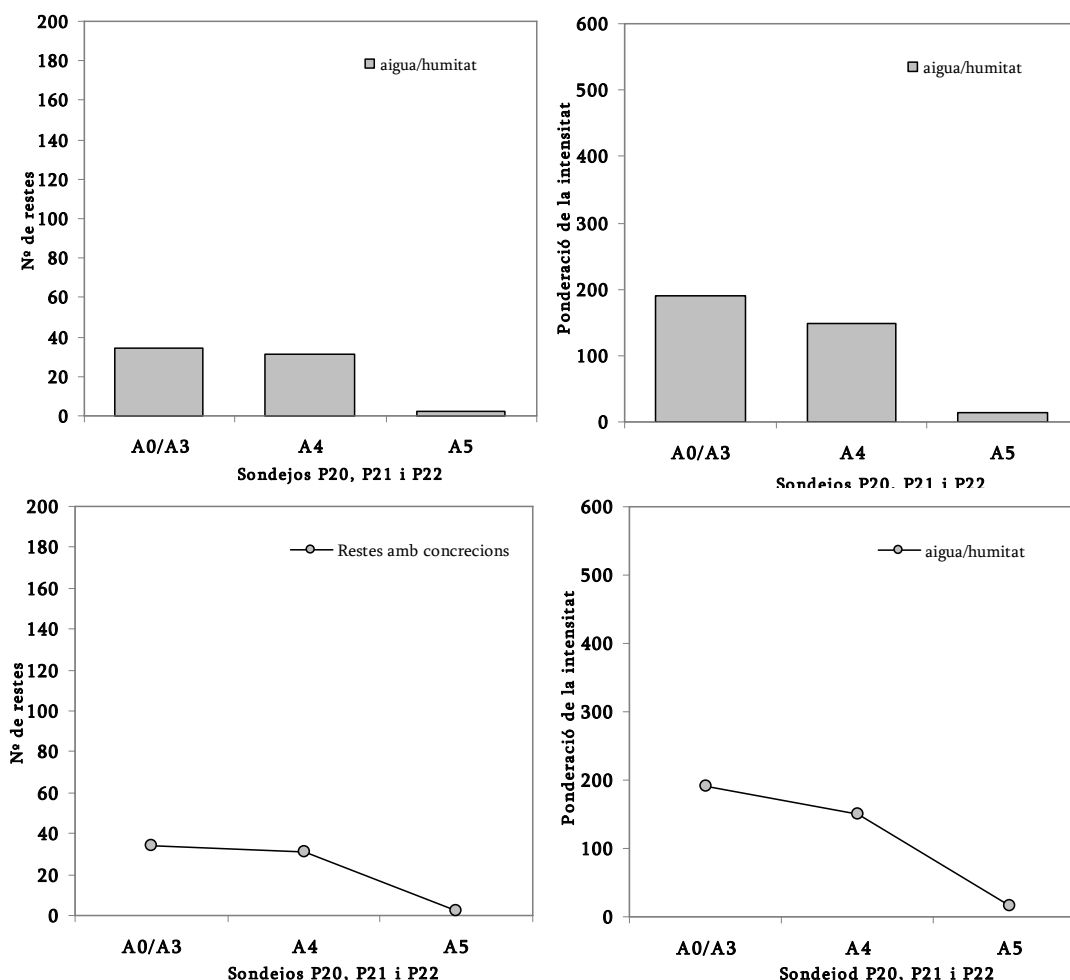 200
180
160
140
120
100
80
60
40
20
0
Nº de restes
aigua/humitat
A0/A3 A4 A5
Sondejos P20, P21 i P22
600
500
400
300
200
100
0
Ponderació de la intensitat
aigua/humitat
A0/A3 A4 A5
Sondejos P20, P21 i P22
200
180
160
140
120
100
80
60
40
20
0
Nº de restes
Restes amb concrecions
A0/A3 A4 A5
Sondejos P20, P21 i P22
600
500
400
300
200
100
0
Ponderació de la intensitat
aigua/humitat
A0/A3 A4 A5
Sondejod P20, P21 i P22